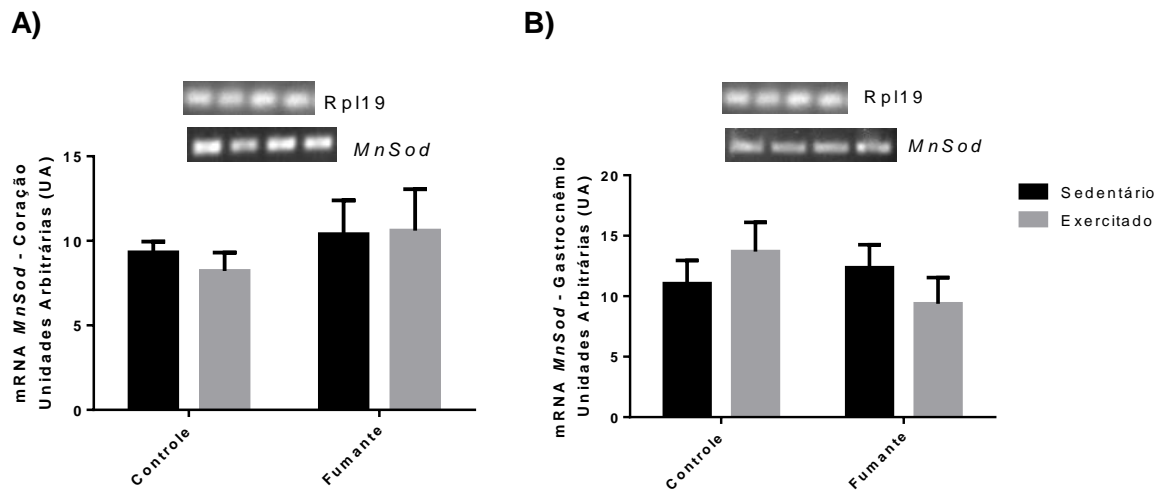 A)
Rpl19
MnSod
mRNA MnSod - Coração
Unidades Arbitrárias (UA)
15
10
5
0
Controle
Fumante
B)
Rpl19
MnSod
mRNA MnSod - Gastrocnêmio
Unidades Arbitrárias (UA)
20
15
10
5
0
Controle
Fumante
Sedentário
Exercitado